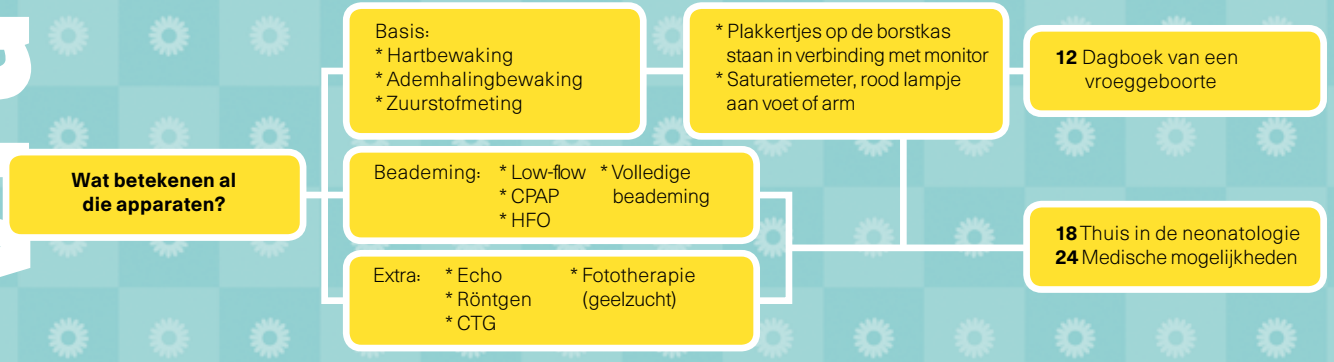 Wat betekenen al
die apparaten?
Basis:
* Hartbewaking
* Ademhalingbewaking
* Zuurstofmeting
* Plakkertjes op de borstkas
staan in verbinding met monitor
* Saturatiemeter, rood lampje
aan voet of arm
12 Dagboek van een
vroeggeboorte
Beademing: * Low-flow * Volledige
* CPAP beademing
* HFO
Extra: * Echo * Fototherapie
* Röntgen (geelzucht)
* CTG
18 Thuis in de neonatologie
24 Medische mogelijkheden